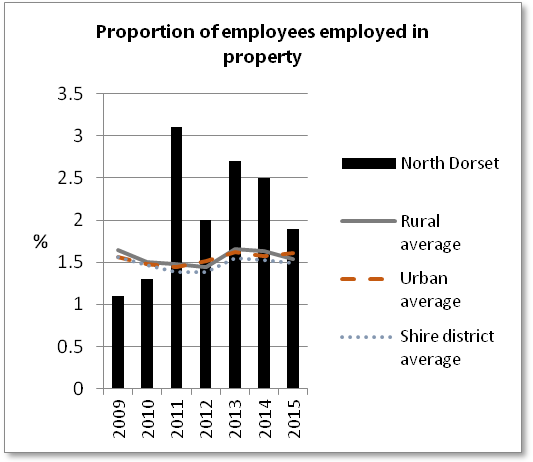 Proportion of employees employed in
property
3.5
3
2.5
2
1.5
1
0.5
0
%
2009
2010
2011
2012
2013
2014
2015
North Dorset
Rural
average
Urban
average
Shire district
average